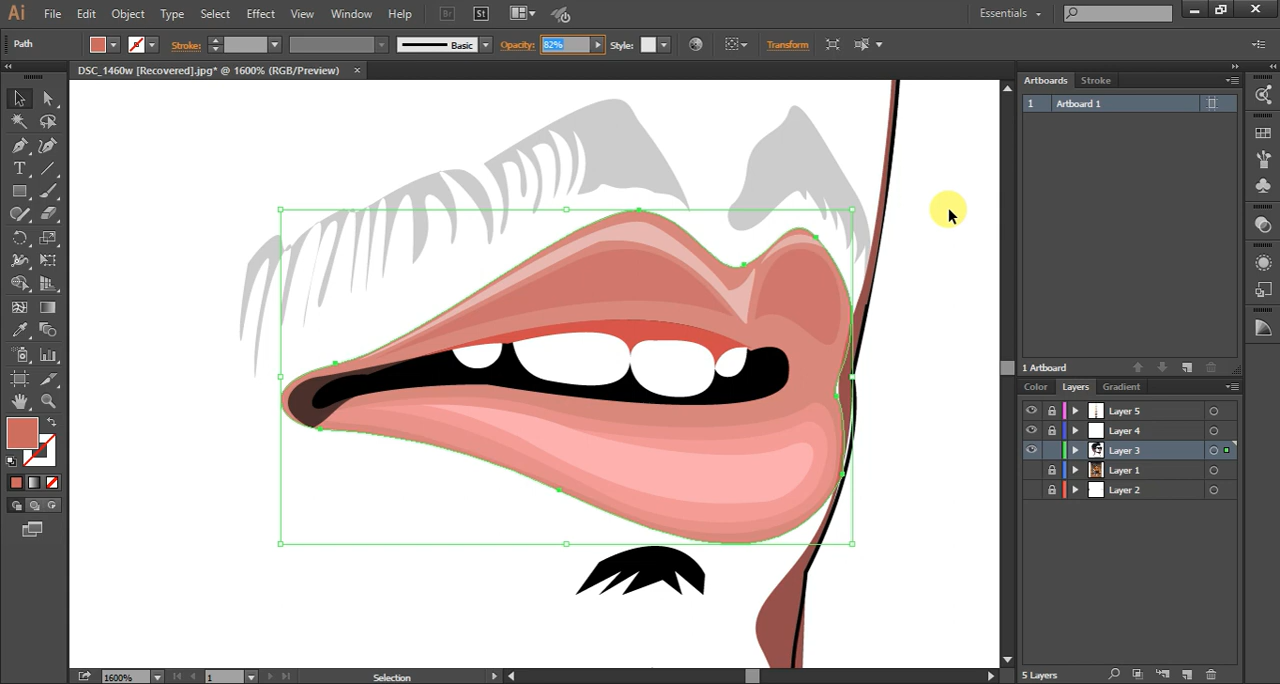 Ai File Edit Object Type Select Effect View Window Help Br St Essentials
Path Stroke: Basic Opacity: 82% Style: Transform
DSC_1460w [Recovered].jpg* @ 1600% (RGB/Preview) ×
Artboards Stroke
1 Artboard 1
1 Artboard
Color Layers Gradient
Layer 5
Layer 4
Layer 3
Layer 1
Layer 2
5 Layers
1600% 1 Selection